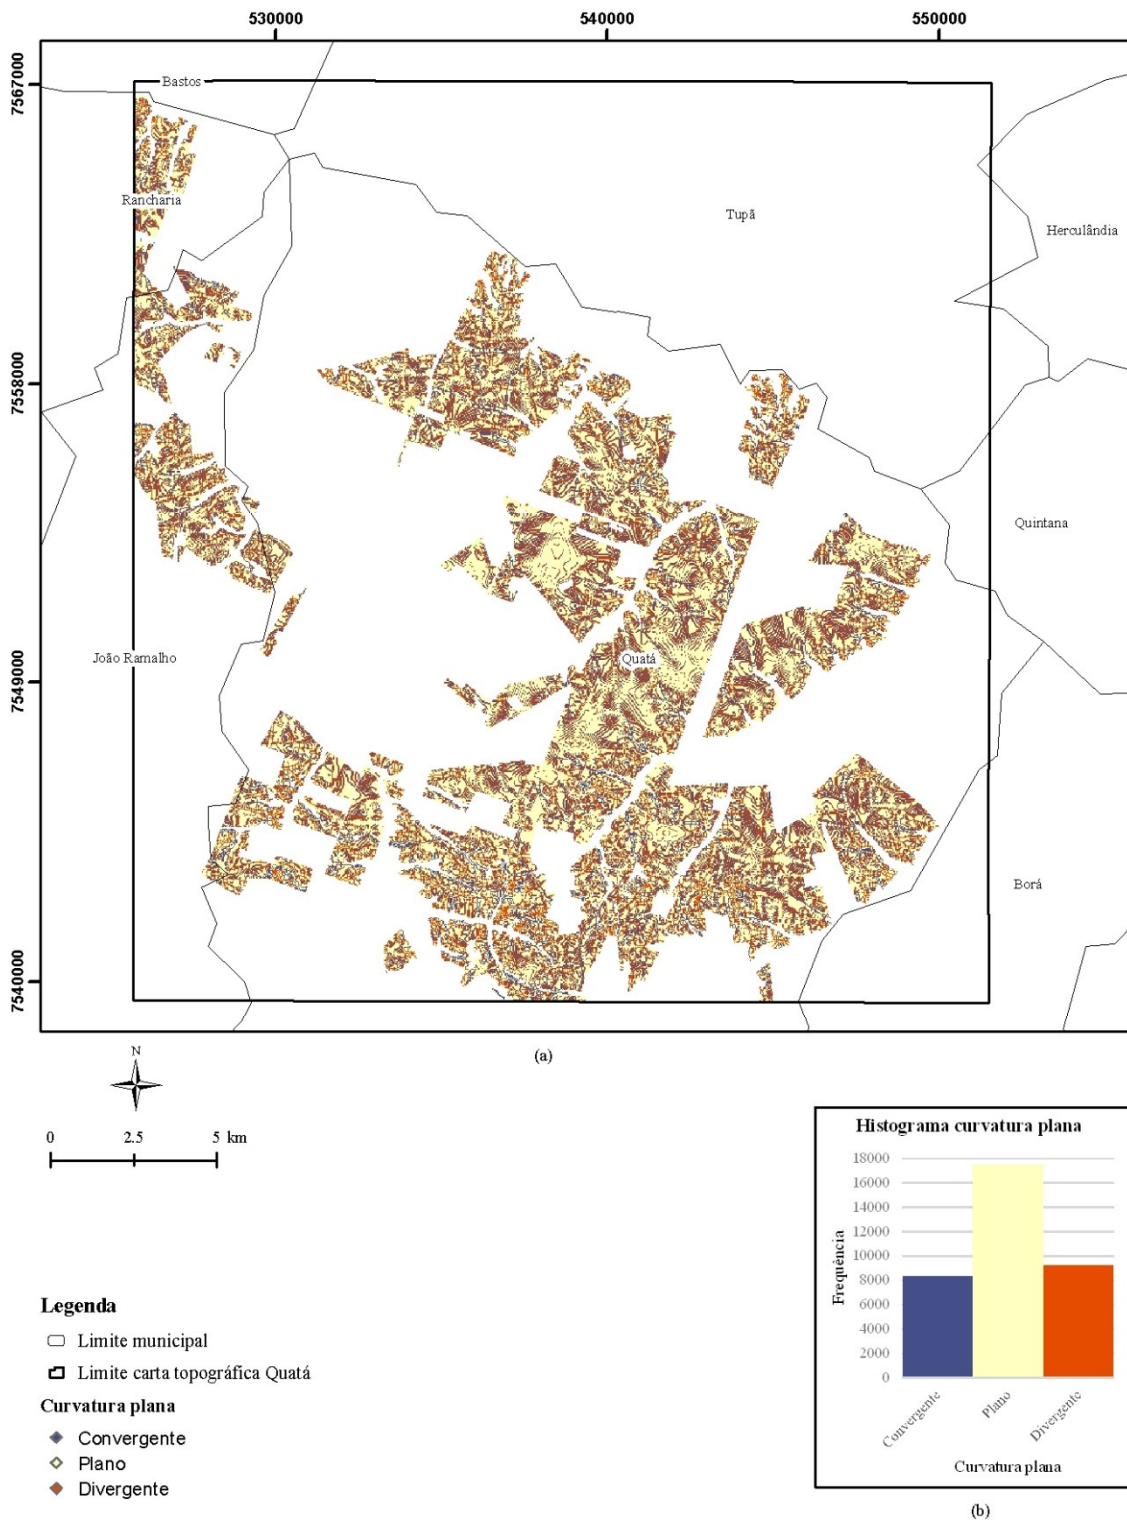 530000 540000 550000
7567000
7558000
7549000
7540000
Bastos
Rancharia
Tupã
Herculândia
Quintana
João Ramalho
Quatá
Borá
(a)
N
0 2.5 5 km
Histograma curvatura plana
18000
16000
14000
12000
10000
8000
6000
4000
2000
0
Frequência
Convergente Plano Divergente
Curvatura plana
(b)
Legenda
Limite municipal
Limite carta topográfica Quatá
Curvatura plana
Convergente
Plano
Divergente